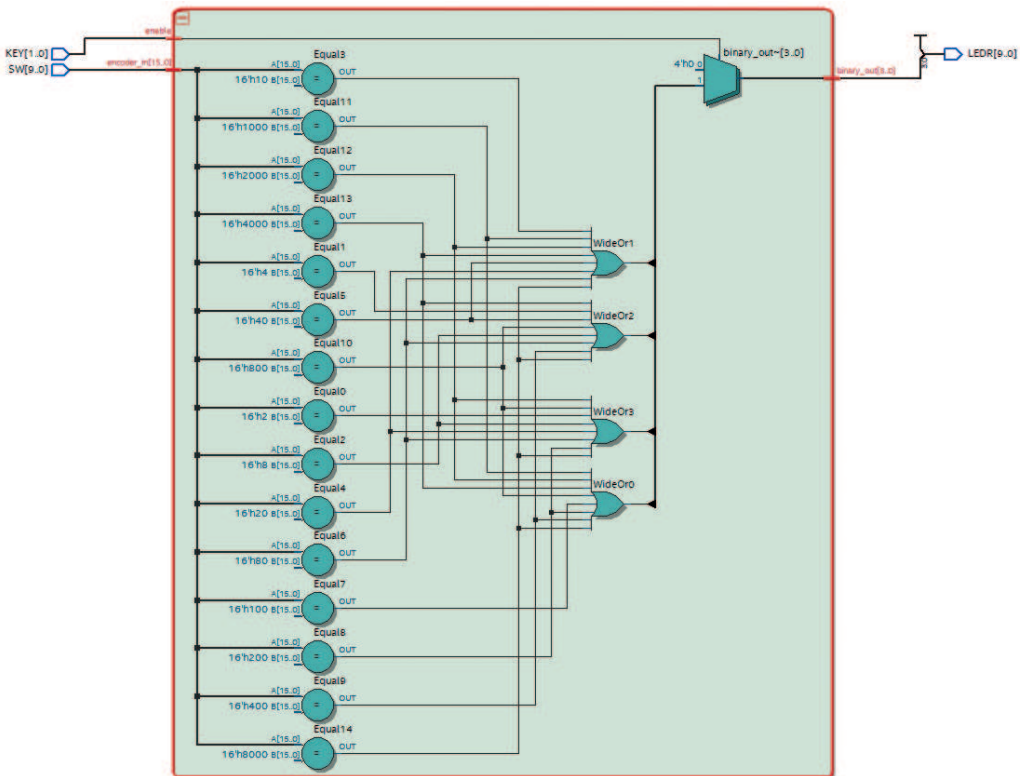 enable
KEY[1..0]
SW[9..0]
encoder_in[15..0]
binary_out~[3..0]
4'h0 0
1
binary_out[3..0]
3:0
LEDR[9..0]
Equal3
A[15..0]
OUT
16'h10 B[15..0]
=
Equal11
A[15..0]
OUT
16'h1000 B[15..0]
=
Equal12
A[15..0]
OUT
16'h2000 B[15..0]
=
Equal13
A[15..0]
OUT
16'h4000 B[15..0]
=
Equal1
A[15..0]
OUT
16'h4 B[15..0]
=
Equal5
A[15..0]
OUT
16'h40 B[15..0]
=
Equal10
A[15..0]
OUT
16'h800 B[15..0]
=
Equal0
A[15..0]
OUT
16'h2 B[15..0]
=
Equal2
A[15..0]
OUT
16'h8 B[15..0]
=
Equal4
A[15..0]
OUT
16'h20 B[15..0]
=
Equal6
A[15..0]
OUT
16'h80 B[15..0]
=
Equal7
A[15..0]
OUT
16'h100 B[15..0]
=
Equal8
A[15..0]
OUT
16'h200 B[15..0]
=
Equal9
A[15..0]
OUT
16'h400 B[15..0]
=
Equal14
A[15..0]
OUT
16'h8000 B[15..0]
=
WideOr1
WideOr2
WideOr3
WideOr0